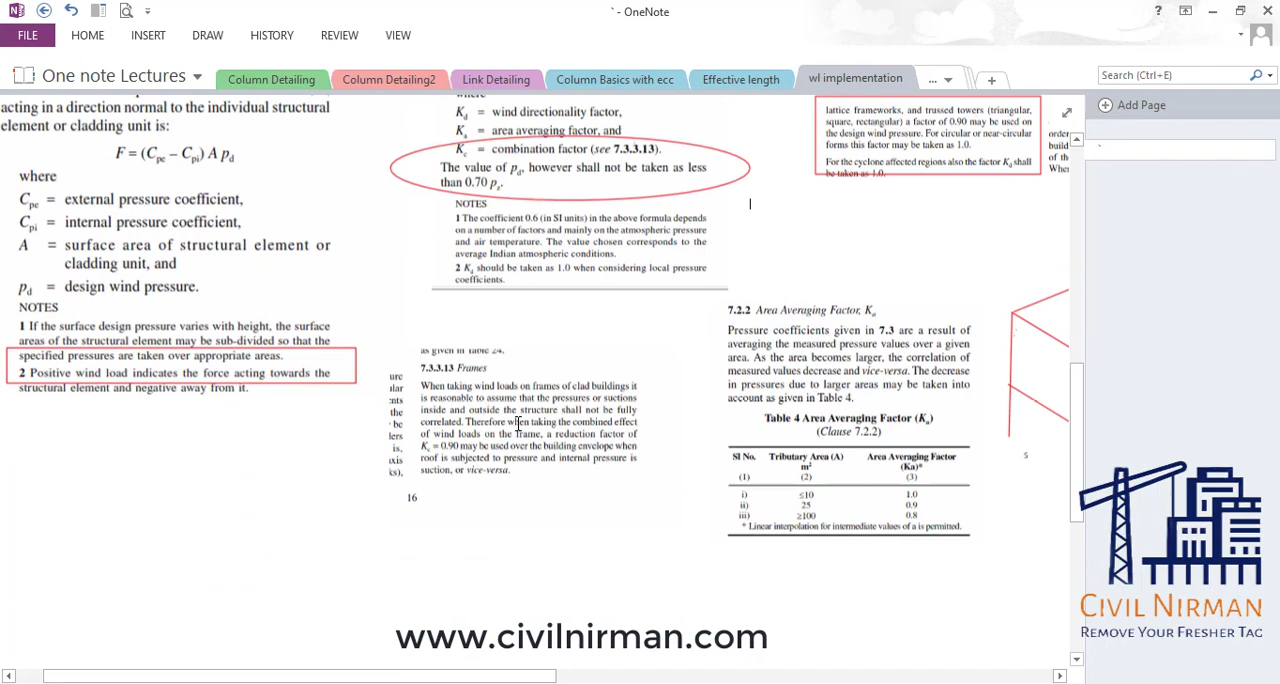 ` - OneNote
?
FILE
HOME
INSERT
DRAW
HISTORY
REVIEW
VIEW
One note Lectures
Column Detailing
Column Detailing2
Link Detailing
Column Basics with ecc
Effective length
wl implementation
...
+
Search (Ctrl+E)
Add Page
`
acting in a direction normal to the individual structural
element or cladding unit is:
F = (Cpe – Cpi) A pd
where
Cpe = external pressure coefficient,
Cpi = internal pressure coefficient,
A = surface area of structural element or
cladding unit, and
pd = design wind pressure.
NOTES
1 If the surface design pressure varies with height, the surface
areas of the structural element may be sub-divided so that the
specified pressures are taken over appropriate areas.
2 Positive wind load indicates the force acting towards the
structural element and negative away from it.
where
Kd = wind directionality factor,
Ka = area averaging factor, and
Kc = combination factor (see 7.3.3.13).
The value of pd, however shall not be taken as less
than 0.70 pz.
NOTES
1 The coefficient 0.6 (in SI units) in the above formula depends
on a number of factors and mainly on the atmospheric pressure
and air temperature. The value chosen corresponds to the
average Indian atmospheric conditions.
2 Kd should be taken as 1.0 when considering local pressure
coefficients.
as given in Table 24.
7.3.3.13 Frames
When taking wind loads on frames of clad buildings it
is reasonable to assume that the pressures or suctions
inside and outside the structure shall not be fully
correlated. Therefore when taking the combined effect
of wind loads on the frame, a reduction factor of
Kc = 0.90 may be used over the building envelope when
roof is subjected to pressure and internal pressure is
suction, or vice-versa.
16
lattice frameworks, and trussed towers (triangular,
square, rectangular) a factor of 0.90 may be used on
the design wind pressure. For circular or near-circular
forms this factor may be taken as 1.0.
For the cyclone affected regions also the factor Kd shall
be taken as 1.0.
7.2.2 Area Averaging Factor, Ka
Pressure coefficients given in 7.3 are a result of
averaging the measured pressure values over a given
area. As the area becomes larger, the correlation of
measured values decrease and vice-versa. The decrease
in pressures due to larger areas may be taken into
account as given in Table 4.
Table 4 Area Averaging Factor (Ka)
(Clause 7.2.2)
Sl No. Tributary Area (A) Area Averaging Factor
m² (Ka)*
(1) (2) (3)
i) ≤10 1.0
ii) 25 0.9
iii) ≥100 0.8
* Linear interpolation for intermediate values of a is permitted.
5
CIVIL NIRMAN
REMOVE YOUR FRESHER TAG
www.civilnirman.com